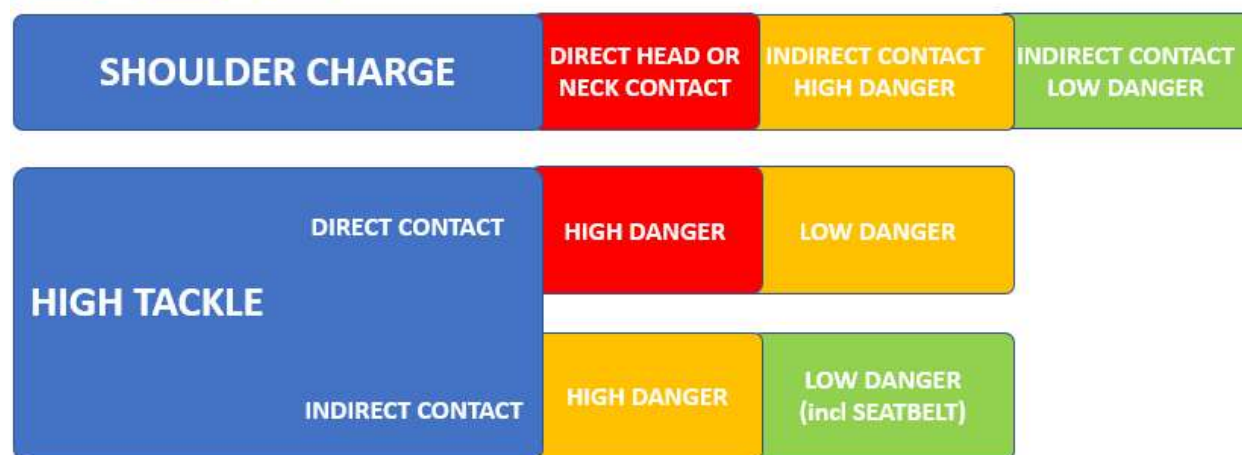 SHOULDER CHARGE
DIRECT HEAD OR
NECK CONTACT
INDIRECT CONTACT
HIGH DANGER
INDIRECT CONTACT
LOW DANGER
HIGH TACKLE
DIRECT CONTACT
HIGH DANGER
LOW DANGER
INDIRECT CONTACT
HIGH DANGER
LOW DANGER
(incl SEATBELT)